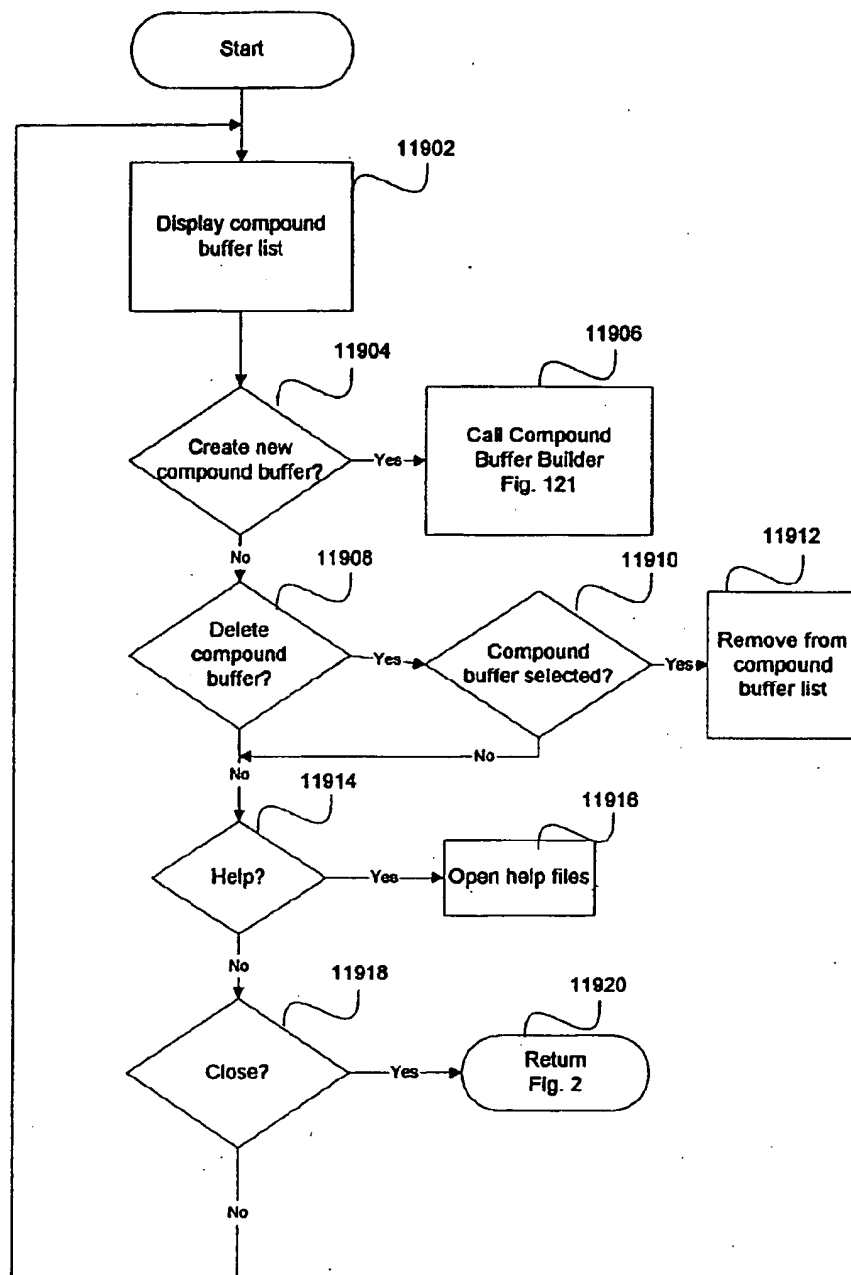 Start
11902
Display compound
buffer list
11904
Create new
compound buffer?
Yes
11906
Call Compound
Buffer Builder
Fig. 121
No
11908
Delete
compound
buffer?
Yes
11910
Compound
buffer selected?
Yes
11912
Remove from
compound
buffer list
No
No
11914
Help?
Yes
11916
Open help files
No
11918
Close?
Yes
11920
Return
Fig. 2
No